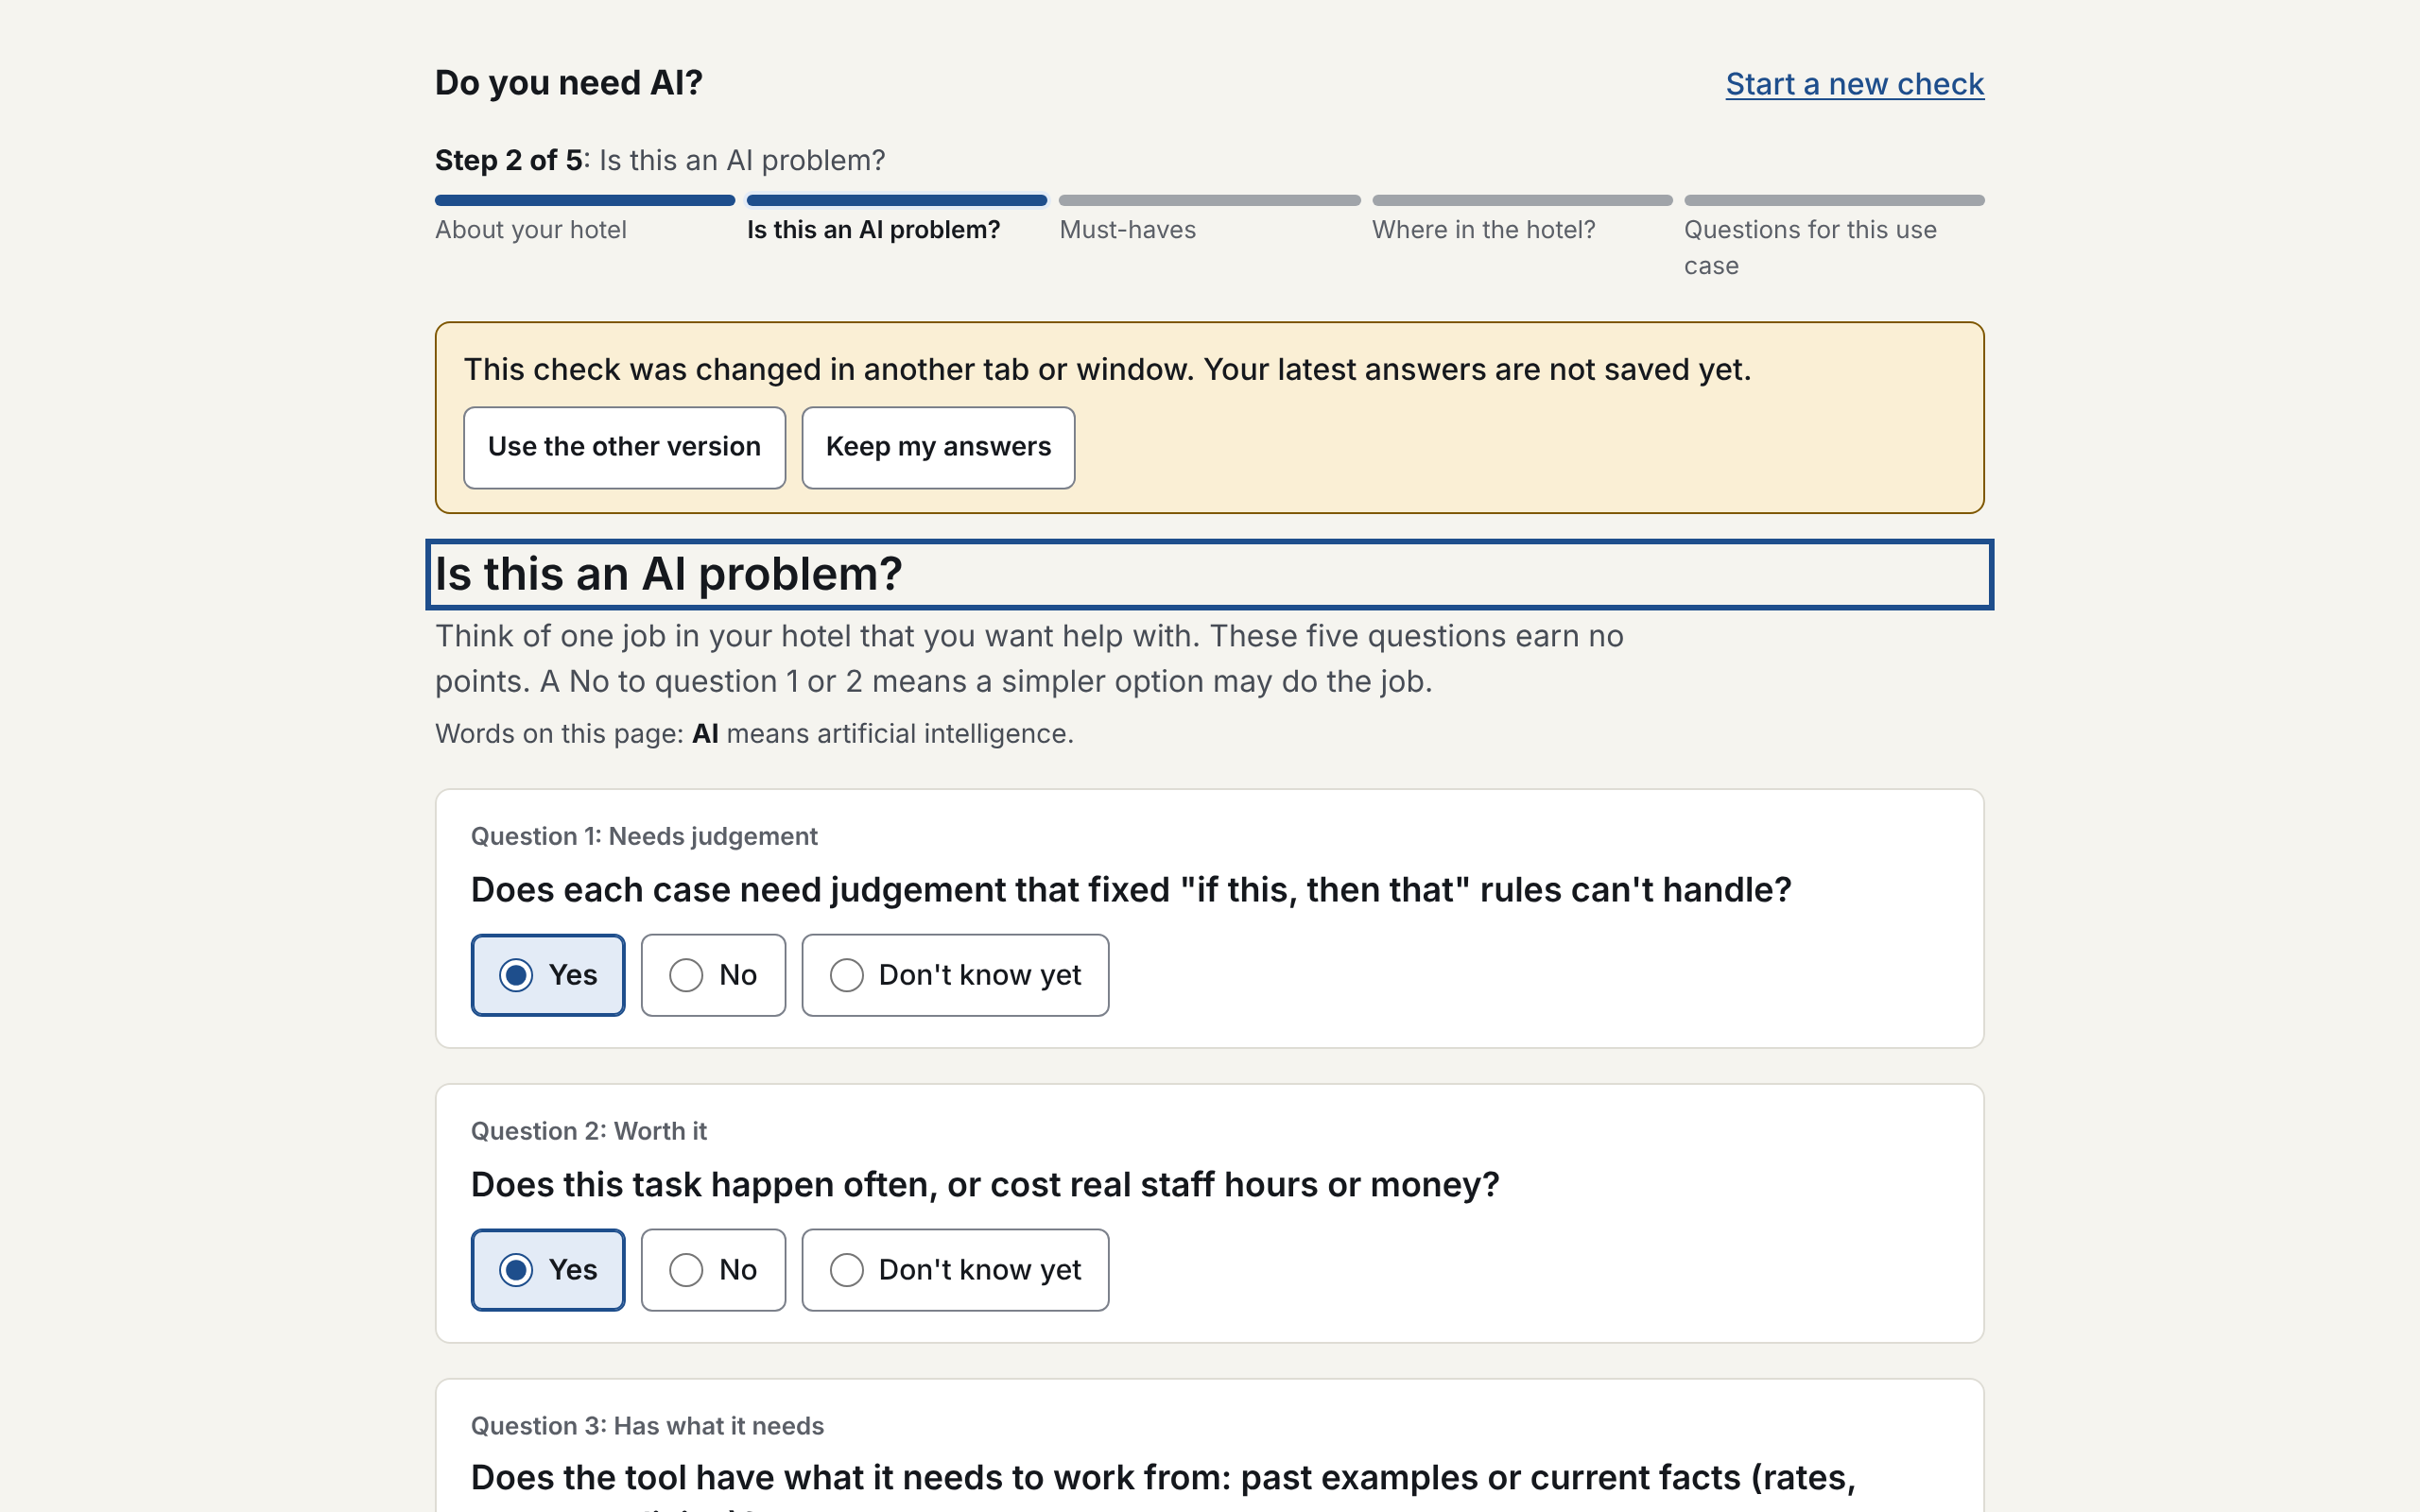 Do you need AI?
Start a new check
Step 2 of 5: Is this an AI problem?
About your hotel
Is this an AI problem?
Must-haves
Where in the hotel?
Questions for this use
case
This check was changed in another tab or window. Your latest answers are not saved yet.
Use the other version
Keep my answers
Is this an AI problem?
Think of one job in your hotel that you want help with. These five questions earn no
points. A No to question 1 or 2 means a simpler option may do the job.
Words on this page: AI means artificial intelligence.
Question 1: Needs judgement
Does each case need judgement that fixed "if this, then that" rules can't handle?
Yes
No
Don't know yet
Question 2: Worth it
Does this task happen often, or cost real staff hours or money?
Yes
No
Don't know yet
Question 3: Has what it needs
Does the tool have what it needs to work from: past examples or current facts (rates,